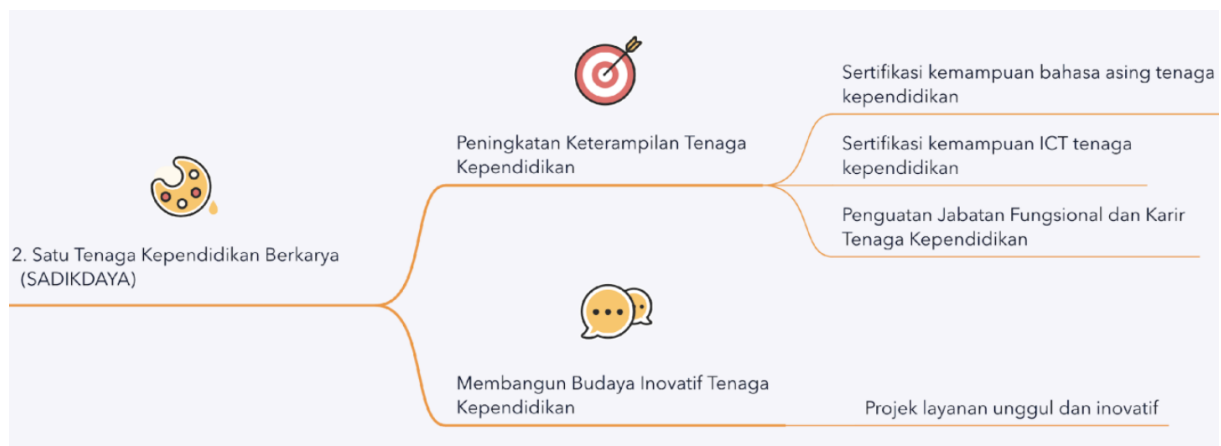 2. Satu Tenaga Kependidikan Berkarya
(SADIKDAYA)
Peningkatan Keterampilan Tenaga
Kependidikan
Sertifikasi kemampuan bahasa asing tenaga
kependidikan
Sertifikasi kemampuan ICT tenaga
kependidikan
Penguatan Jabatan Fungsional dan Karir
Tenaga Kependidikan
Membangun Budaya Inovatif Tenaga
Kependidikan
Projek layanan unggul dan inovatif